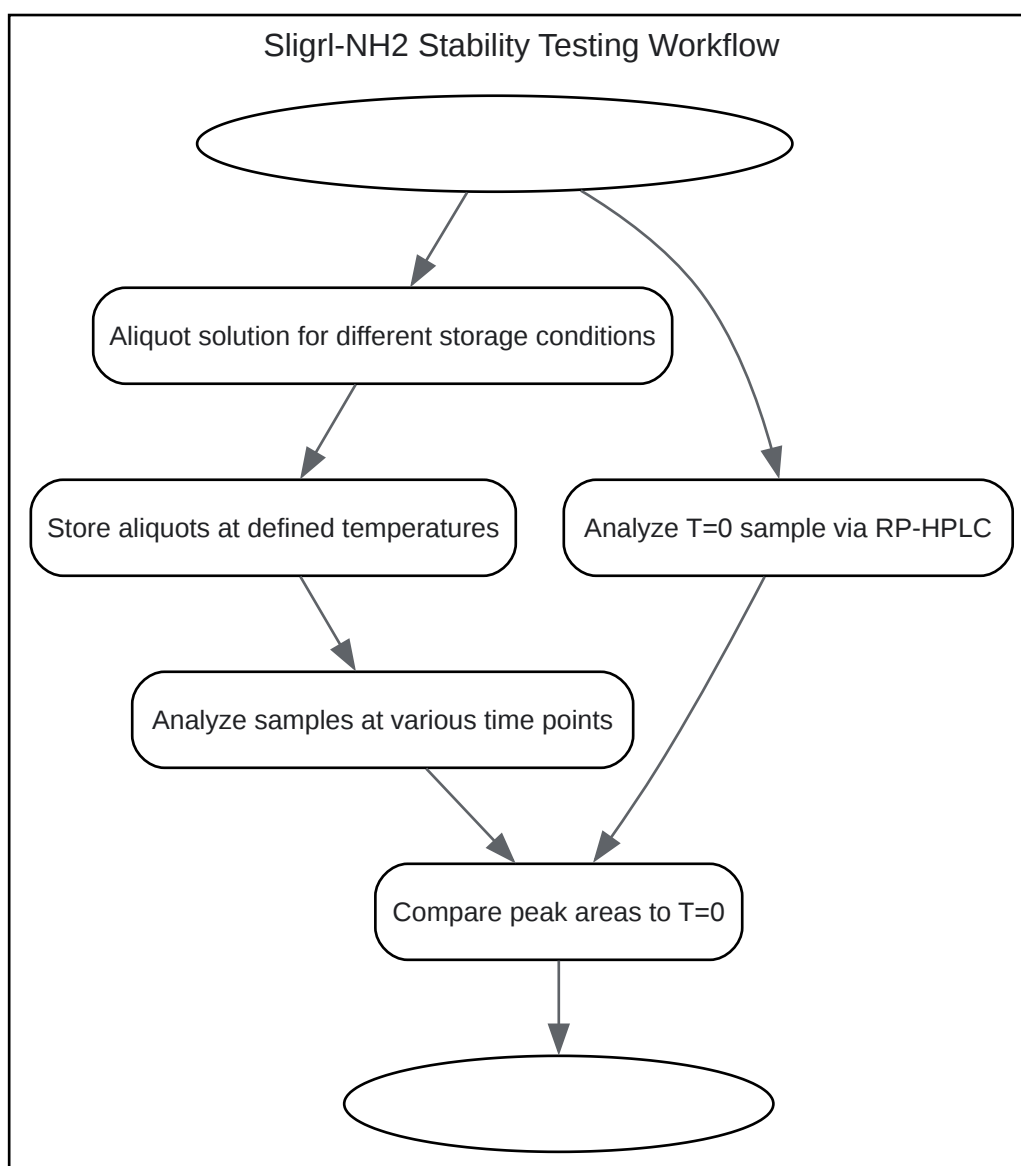 Sligrl-NH2 Stability Testing Workflow
Aliquot solution for different storage conditions
Store aliquots at defined temperatures
Analyze T=0 sample via RP-HPLC
Analyze samples at various time points
Compare peak areas to T=0